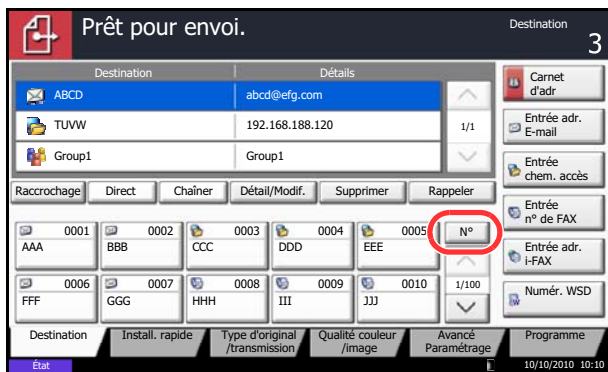 Prêt pour envoi.
Destination
3
Destination Détails
ABCD abcd@efg.com
TUVW 192.168.188.120 1/1
Group1 Group1
Raccrochage Direct Chaîner Détail/Modif. Supprimer Rappeler
0001 0002 0003 0004 0005 N°
AAA BBB CCC DDD EEE
0006 0007 0008 0009 0010 1/100
FFF GGG HHH III JJJ
Carnet
d'adr
Entrée adr.
E-mail
Entrée
chem. accès
Entrée
n° de FAX
Entrée adr.
i-FAX
Numér. WSD
Destination
Install. rapide
Type d'original
/transmission
Qualité couleur
/image
Avancé
Paramétrage
Programme
État
10/10/2010 10:10